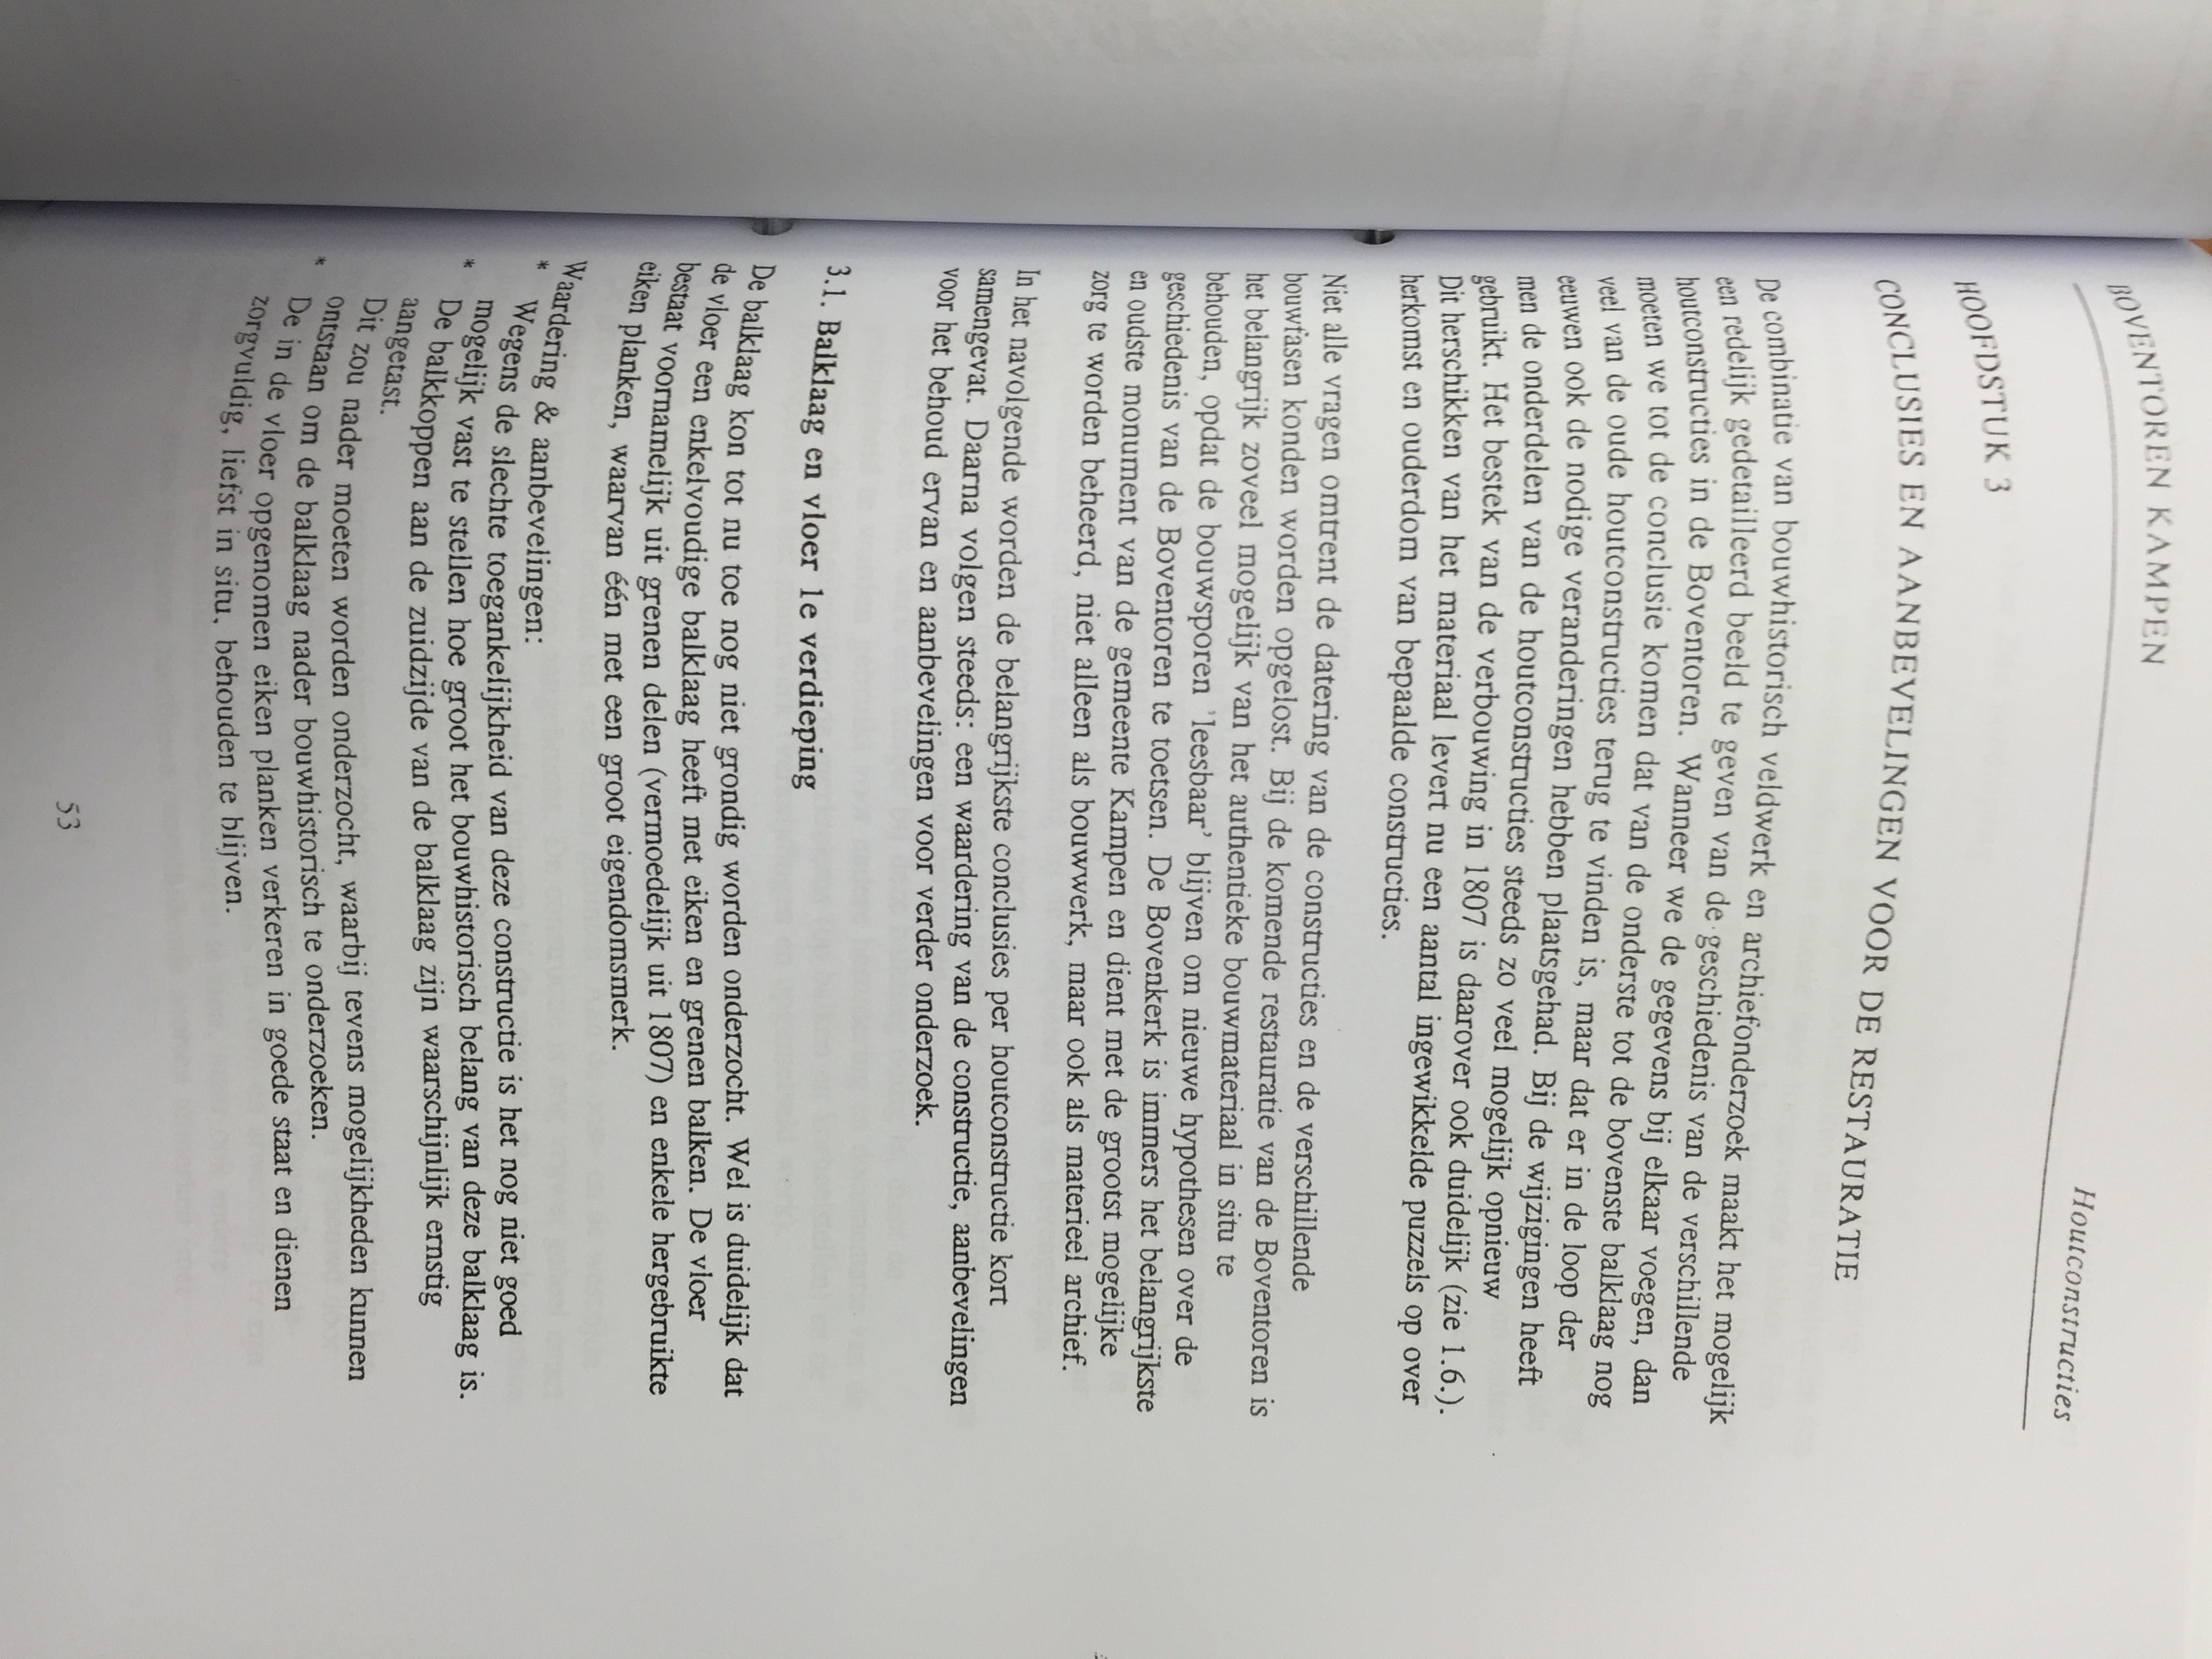 BOVENTOREN KAMPEN
Houtconstructies
HOOFDSTUK 3
CONCLUSIES EN AANBEVELINGEN VOOR DE RESTAURATIE
De combinatie van bouwhistorisch veldwerk en archiefonderzoek maakt het mogelijk
een redelijk gedetailleerd beeld te geven van de geschiedenis van de verschillende
houtconstructies in de Boventoren. Wanneer we de gegevens bij elkaar voegen, dan
moeten we tot de conclusie komen dat van de onderste tot de bovenste balklaag nog
veel van de oude houtconstructies terug te vinden is, maar dat er in de loop der
eeuwen ook de nodige veranderingen hebben plaatsgehad. Bij de wijzigingen heeft
men de onderdelen van de houtconstructies steeds zo veel mogelijk opnieuw
gebruikt. Het bestek van de verbouwing in 1807 is daarover ook duidelijk (zie 1.6.).
Dit herschikken van het materiaal levert nu een aantal ingewikkelde puzzels op over
herkomst en ouderdom van bepaalde constructies.
Niet alle vragen omtrent de datering van de constructies en de verschillende
bouwfasen konden worden opgelost. Bij de komende restauratie van de Boventoren is
het belangrijk zoveel mogelijk van het authentieke bouwmateriaal in situ te
behouden, opdat de bouwsporen 'leesbaar' blijven om nieuwe hypothesen over de
geschiedenis van de Boventoren te toetsen. De Bovenkerk is immers het belangrijkste
en oudste monument van de gemeente Kampen en dient met de grootst mogelijke
zorg te worden beheerd, niet alleen als bouwwerk, maar ook als materieel archief.
In het navolgende worden de belangrijkste conclusies per houtconstructie kort
samengevat. Daarna volgen steeds: een waardering van de constructie, aanbevelingen
voor het behoud ervan en aanbevelingen voor verder onderzoek.
3.1. Balklaag en vloer 1e verdieping
De balklaag kon tot nu toe nog niet grondig worden onderzocht. Wel is duidelijk dat
de vloer een enkelvoudige balklaag heeft met eiken en grenen balken. De vloer
bestaat voornamelijk uit grenen delen (vermoedelijk uit 1807) en enkele hergebruikte
eiken planken, waarvan één met een groot eigendomsmerk.
Waardering & aanbevelingen:
* Wegens de slechte toegankelijkheid van deze constructie is het nog niet goed
mogelijk vast te stellen hoe groot het bouwhistorisch belang van deze balklaag is.
* De balkkoppen aan de zuidzijde van de balklaag zijn waarschijnlijk ernstig
aangetast.
Dit zou nader moeten worden onderzocht, waarbij tevens mogelijkheden kunnen
ontstaan om de balklaag nader bouwhistorisch te onderzoeken.
* De in de vloer opgenomen eiken planken verkeren in goede staat en dienen
zorgvuldig, liefst in situ, behouden te blijven.
53